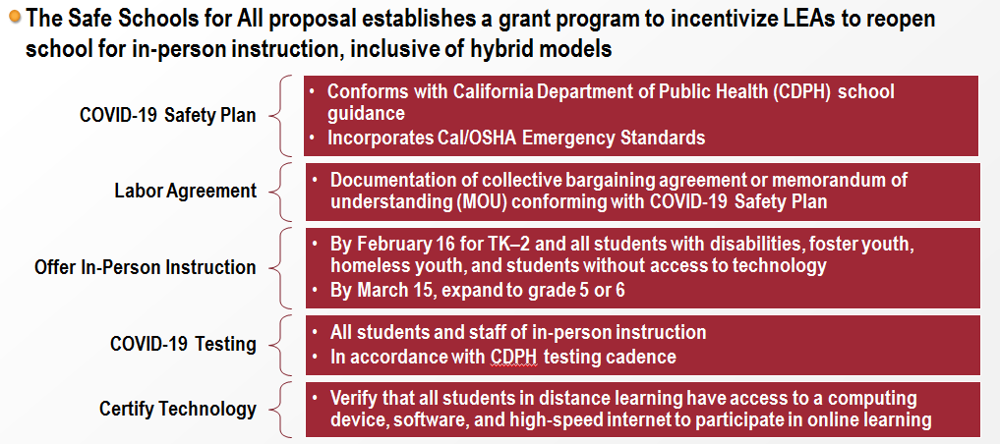 The Safe Schools for All proposal establishes a grant program to incentivize LEAs to reopen
school for in-person instruction, inclusive of hybrid models
COVID-19 Safety Plan
• Conforms with California Department of Public Health (CDPH) school
guidance
• Incorporates Cal/OSHA Emergency Standards
Labor Agreement
• Documentation of collective bargaining agreement or memorandum of
understanding (MOU) conforming with COVID-19 Safety Plan
Offer In-Person Instruction
• By February 16 for TK–2 and all students with disabilities, foster youth,
homeless youth, and students without access to technology
• By March 15, expand to grade 5 or 6
COVID-19 Testing
• All students and staff of in-person instruction
• In accordance with CDPH testing cadence
Certify Technology
• Verify that all students in distance learning have access to a computing
device, software, and high-speed internet to participate in online learning